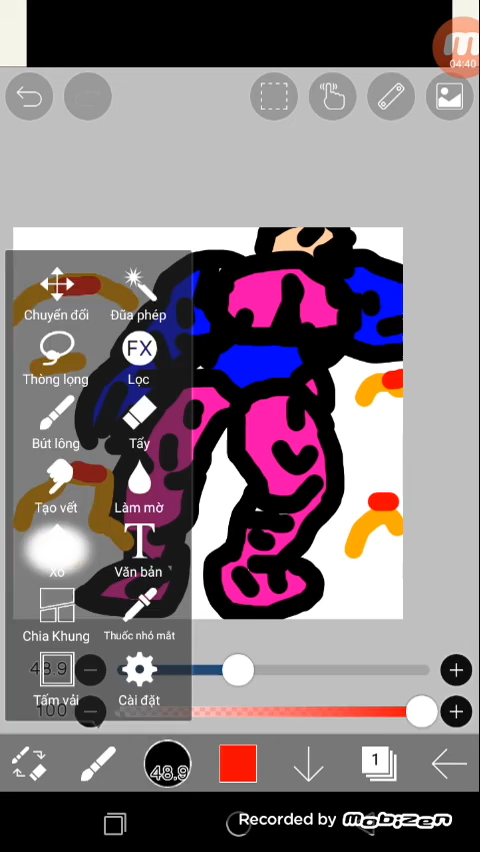 04:40
Chuyển đổi
Đũa phép
FX
Thòng lọng
Lọc
Bút lông
Tẩy
Tạo vết
Làm mờ
T
Xô
Văn bản
Chia Khung
Thuốc nhỏ mắt
48.9
Tấm vải
Cài đặt
100
48.9
1
Recorded by Mobizen